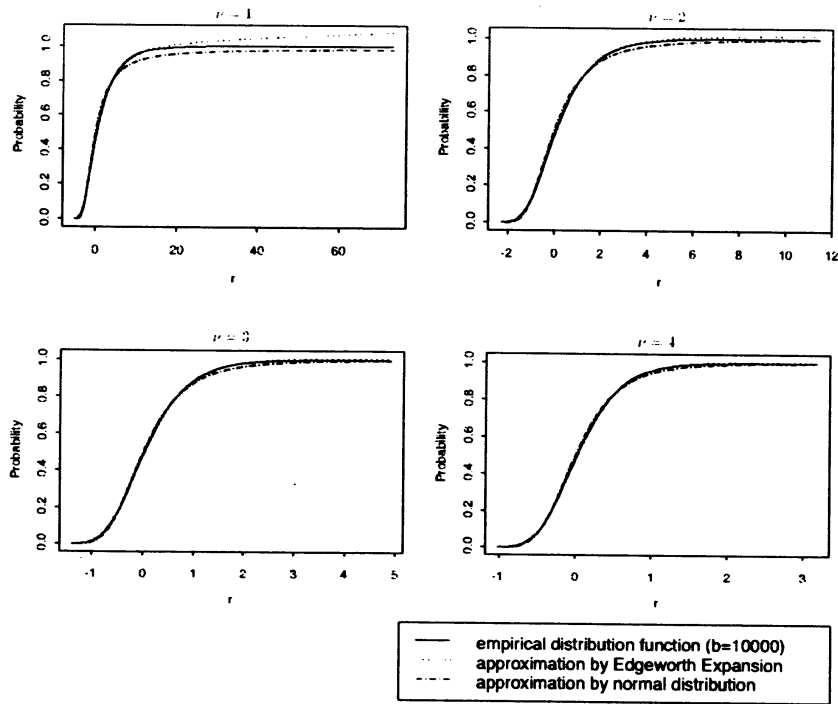 ν = 1
Probability
0.0 0.2 0.4 0.6 0.8 1.0
0 20 40 60
r
ν = 2
Probability
0.0 0.2 0.4 0.6 0.8 1.0
-2 0 2 4 6 8 10 12
r
ν = 3
Probability
0.0 0.2 0.4 0.6 0.8 1.0
-1 0 1 2 3 4 5
r
ν = 4
Probability
0.0 0.2 0.4 0.6 0.8 1.0
-1 0 1 2 3
r
empirical distribution function (b=10000)
approximation by Edgeworth Expansion
approximation by normal distribution